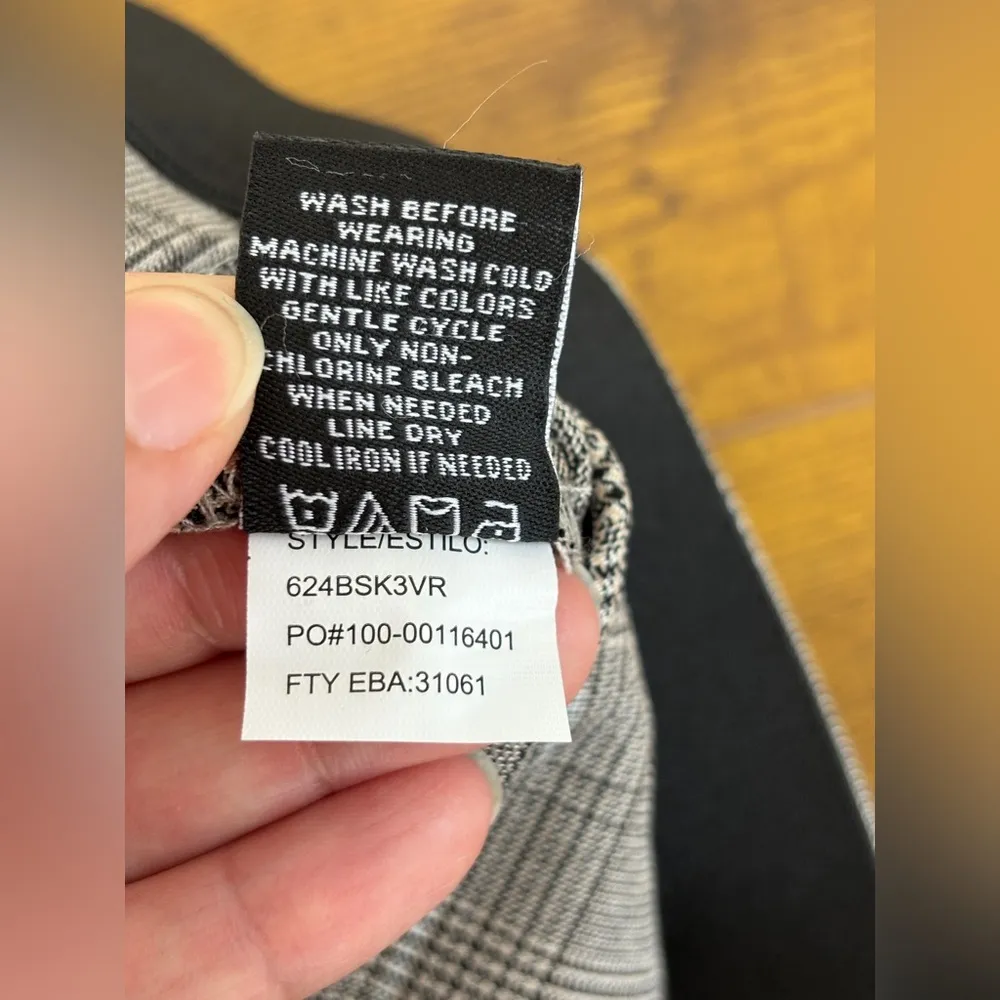 WASH BEFORE
WEARING
MACHINE WASH COLD
WITH LIKE COLORS
GENTLE CYCLE
ONLY NON-
CHLORINE BLEACH
WHEN NEEDED
LINE DRY
COOL IRON IF NEEDED
STYLE/ESTILO:
624BSK3VR
PO#100-00116401
FTY EBA:31061